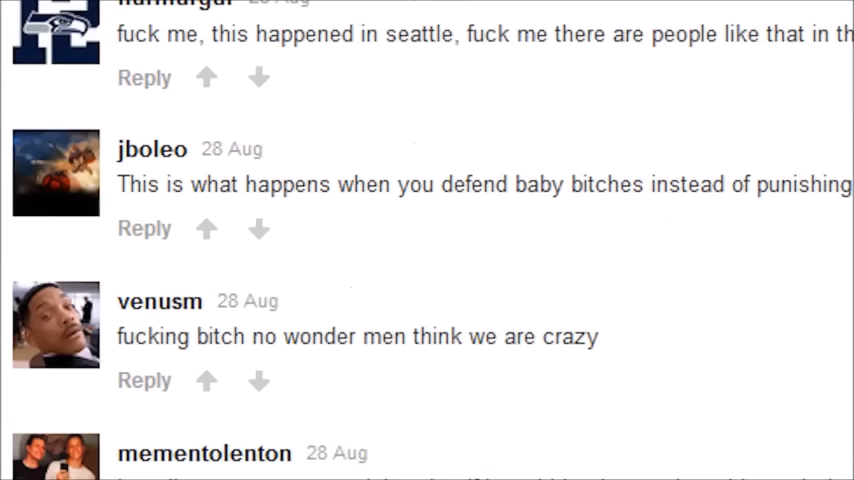 28 Aug
fuck me, this happened in seattle, fuck me there are people like that in th
Reply
jboleo 28 Aug
This is what happens when you defend baby bitches instead of punishing
Reply
venusm 28 Aug
fucking bitch no wonder men think we are crazy
Reply
mementolenton 28 Aug